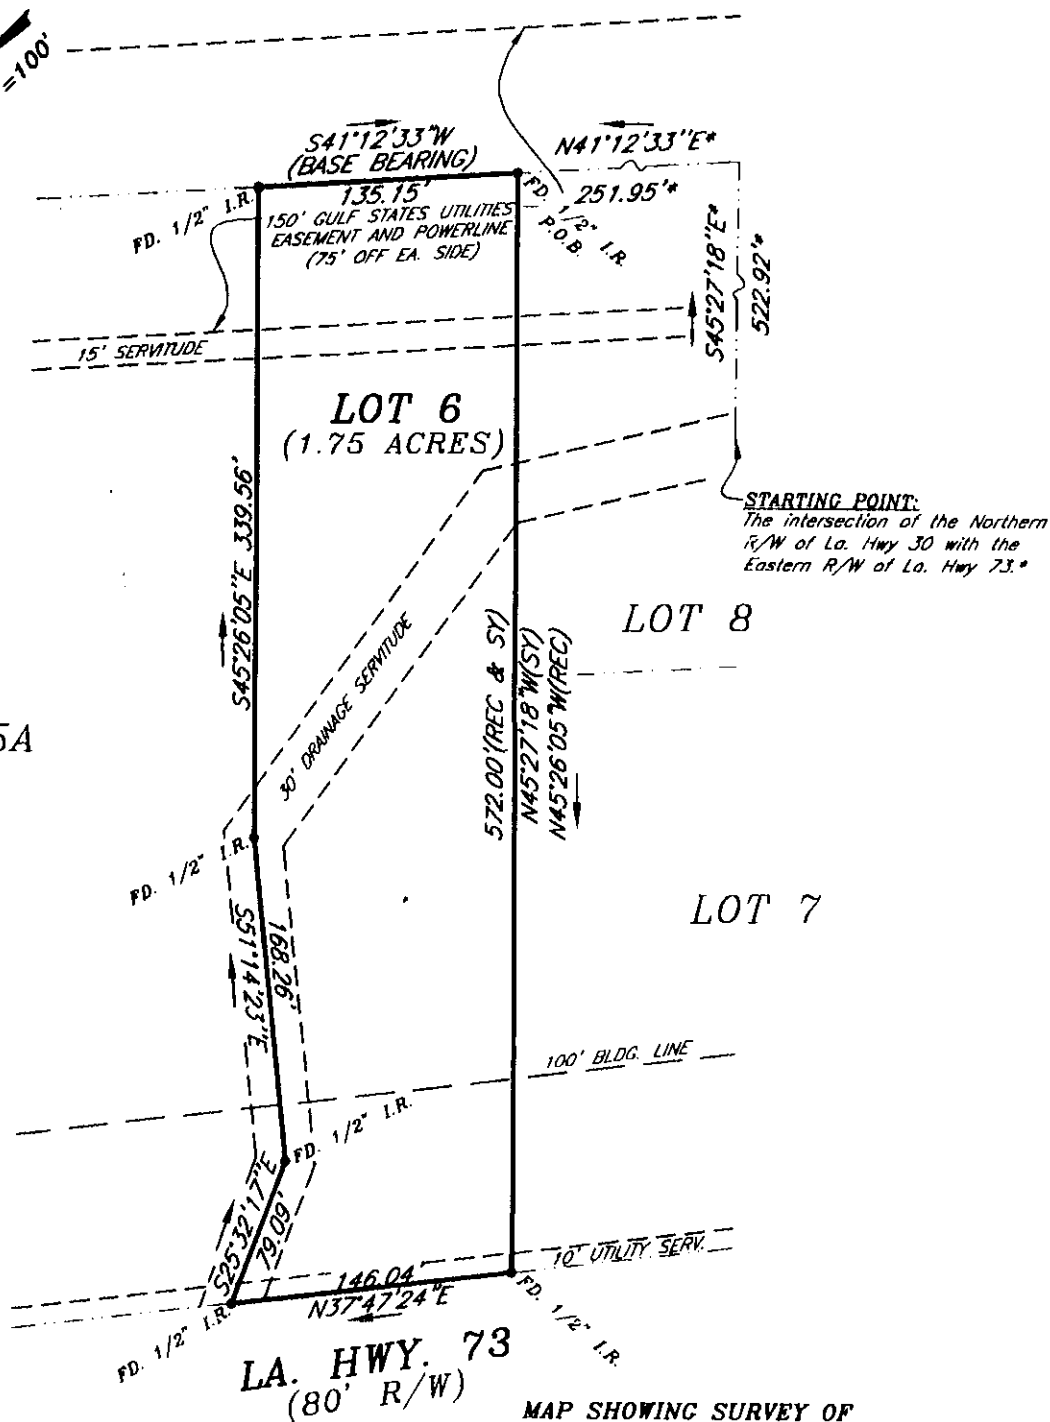 =100'
S41°12'33"W
(BASE BEARING)
135.15'
N41°12'33"E*
251.95'*
FD. 1/2" I.R.
FD. 1/2" I.R.
P.O.B.
150' GULF STATES UTILITIES
EASEMENT AND POWERLINE
(75' OFF EA. SIDE)
S45°27'18"E*
522.92'*
15' SERVITUDE
LOT 6
(1.75 ACRES)
STARTING POINT:
The intersection of the Northern
R/W of La. Hwy 30 with the
Eastern R/W of La. Hwy 73.*
S45°26'05"E 339.56'
30' DRAINAGE SERVITUDE
572.00'(REC & SY)
N45°27'18"W(SY)
N45°26'05"W(REC)
LOT 8
5A
FD. 1/2" I.R.
LOT 7
S51°14'23"E
168.26'
100' BLDG. LINE
FD. 1/2" I.R.
S25°32'17"E
79.09'
10' UTILITY SERV.
146.04'
N37°47'24"E
FD. 1/2" I.R.
FD. 1/2" I.R.
LA. HWY. 73
(80' R/W)
MAP SHOWING SURVEY OF